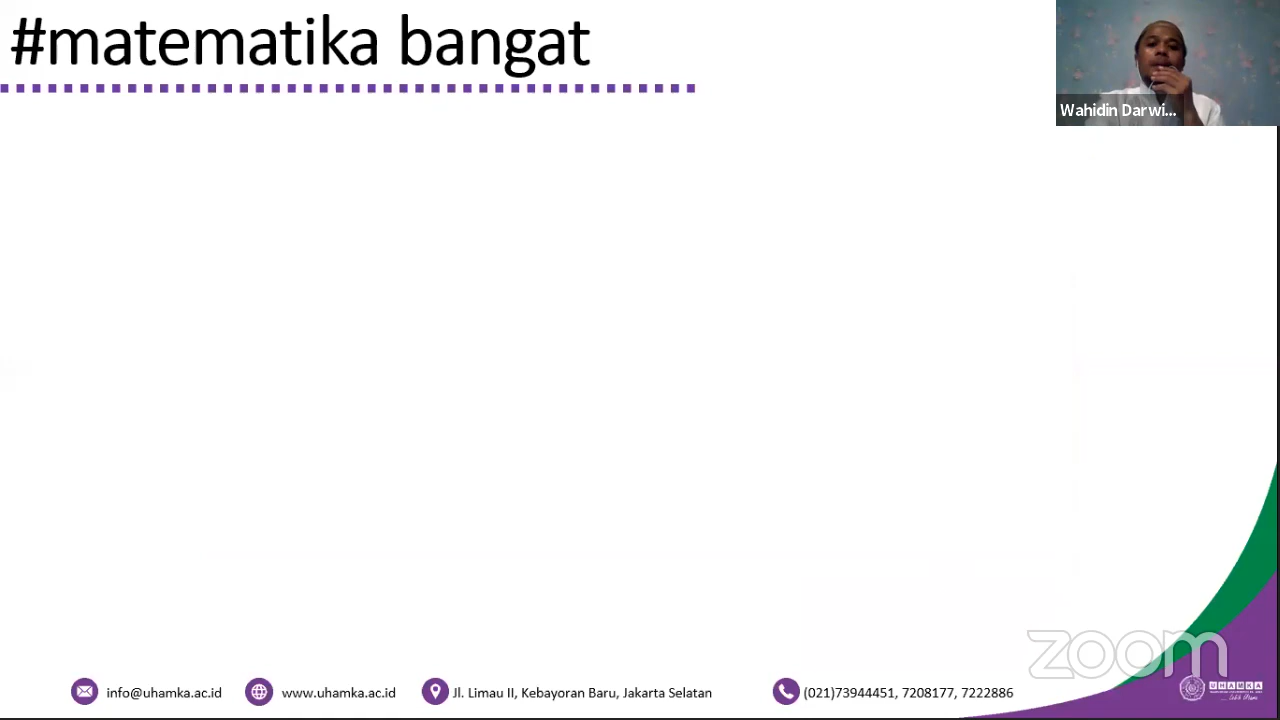 #matematika bangat
Wahidin Darwi...
zoom
info@uhamka.ac.id
www.uhamka.ac.id
Jl. Limau II, Kebayoran Baru, Jakarta Selatan
(021)73944451, 7208177, 7222886
UHAMKA